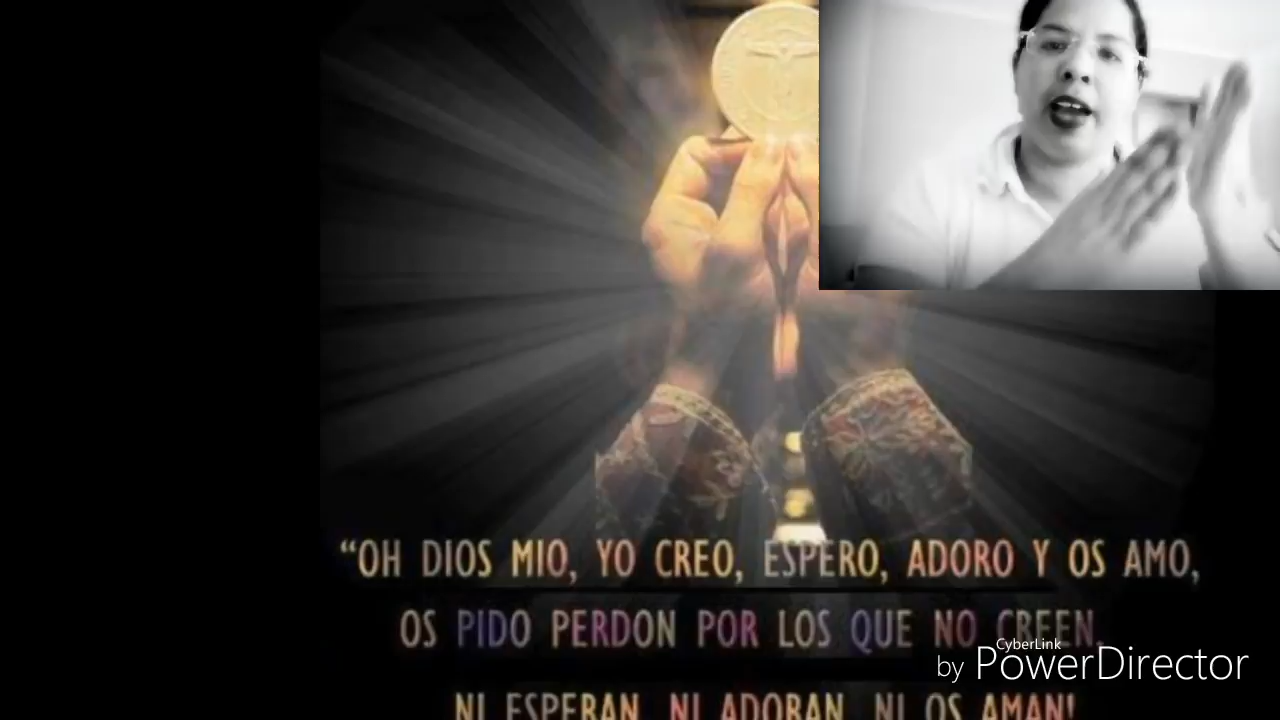 “OH DIOS MIO, YO CREO, ESPERO, ADORO Y OS AMO,
OS PIDO PERDON POR LOS QUE NO CREEN,
NI ESPERAN, NI ADORAN, NI OS AMAN!
CyberLink
by PowerDirector